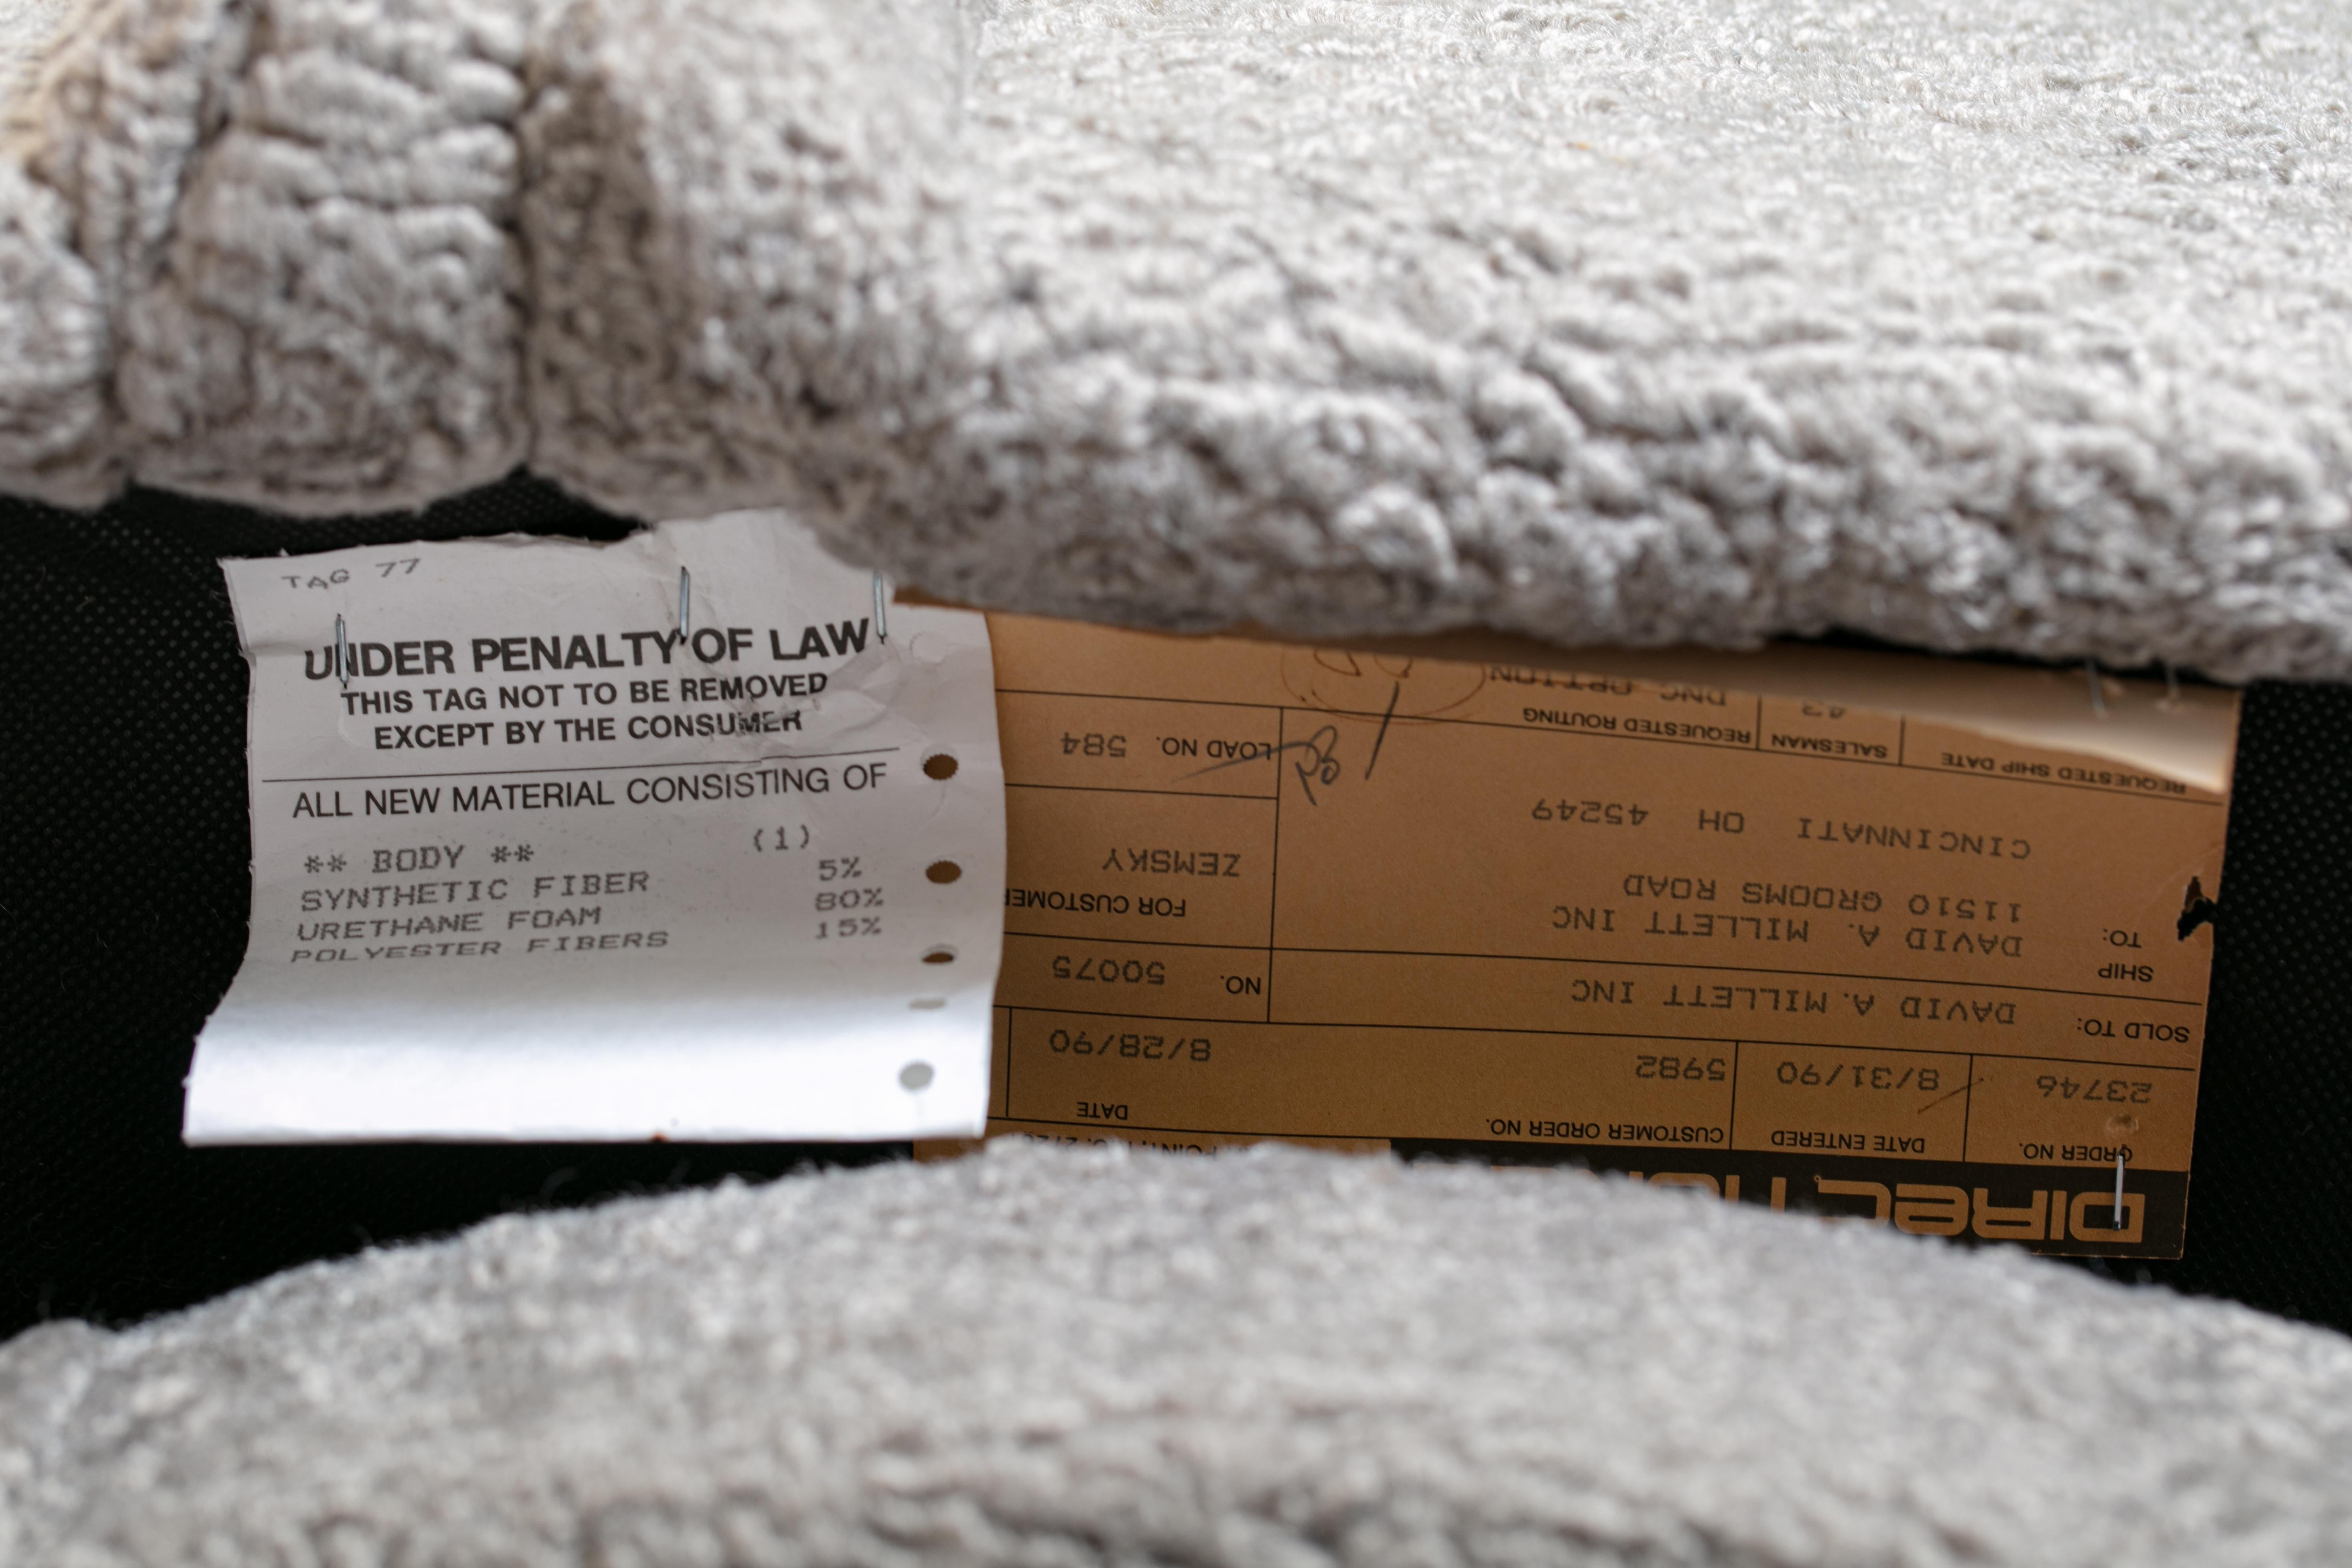 TAG 77
UNDER PENALTY OF LAW
THIS TAG NOT TO BE REMOVED
EXCEPT BY THE CONSUMER
ALL NEW MATERIAL CONSISTING OF
** BODY ** (1)
SYNTHETIC FIBER 5%
URETHANE FOAM 80%
POLYESTER FIBERS 15%
ORDER NO. DATE ENTERED CUSTOMER ORDER NO. DATE
23746 8/31/90 5982 8/28/90
SOLD TO: DAVID A. MILLETT INC NO. 50075
SHIP
TO:
DAVID A. MILLETT INC
11510 GROOMS ROAD
CINCINNATI OH 45249
FOR CUSTOMER
ZEMSKY
LOAD NO. 584
REQUESTED SHIP DATE SALESMAN REQUESTED ROUTING
43 DNC OPTION